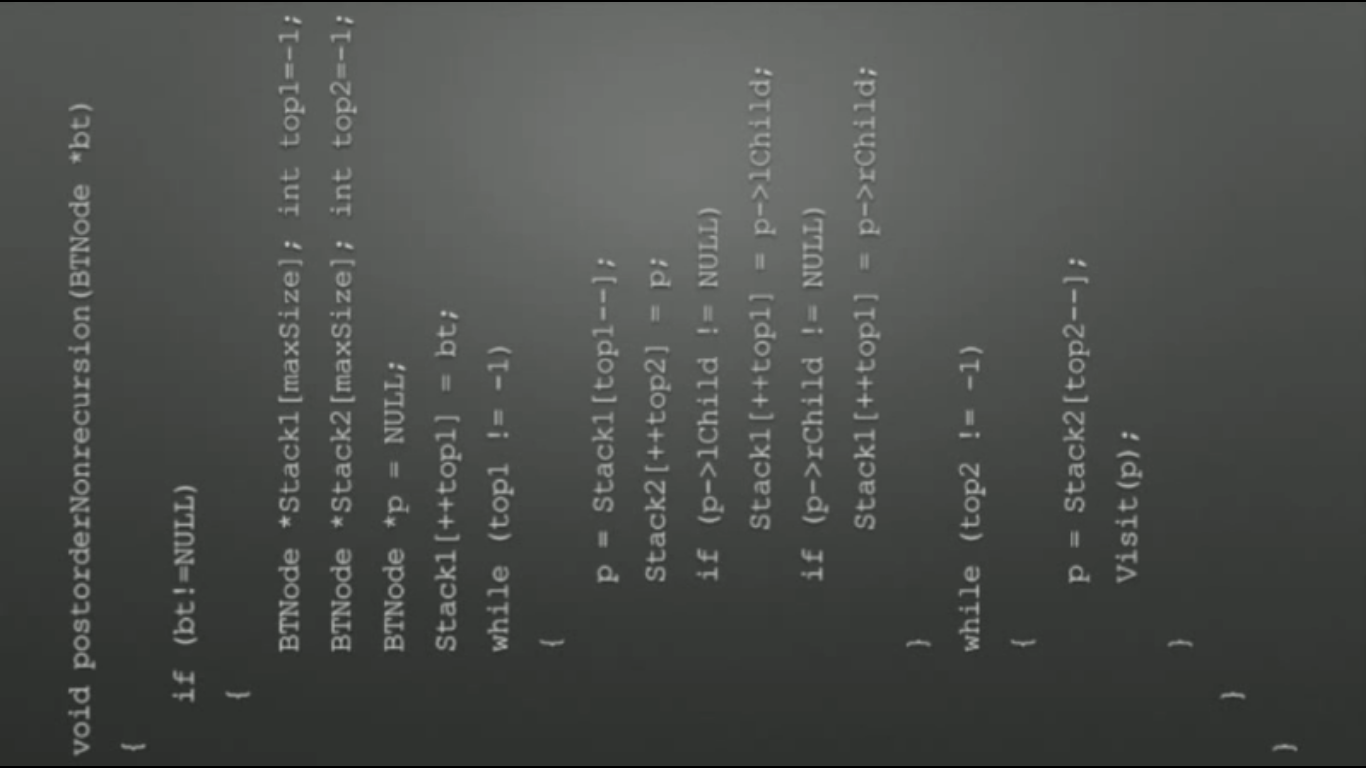 void postorderNonrecursion(BTNode *bt)
{
    if (bt!=NULL)
    {
        BTNode *Stack1[maxSize]; int top1=-1;
        BTNode *Stack2[maxSize]; int top2=-1;
        BTNode *p = NULL;
        Stack1[++top1] = bt;
        while (top1 != -1)
        {
            p = Stack1[top1--];
            Stack2[++top2] = p;
            if (p->lChild != NULL)
                Stack1[++top1] = p->lChild;
            if (p->rChild != NULL)
                Stack1[++top1] = p->rChild;
        }
        while (top2 != -1)
        {
            p = Stack2[top2--];
            Visit(p);
        }
    }
}